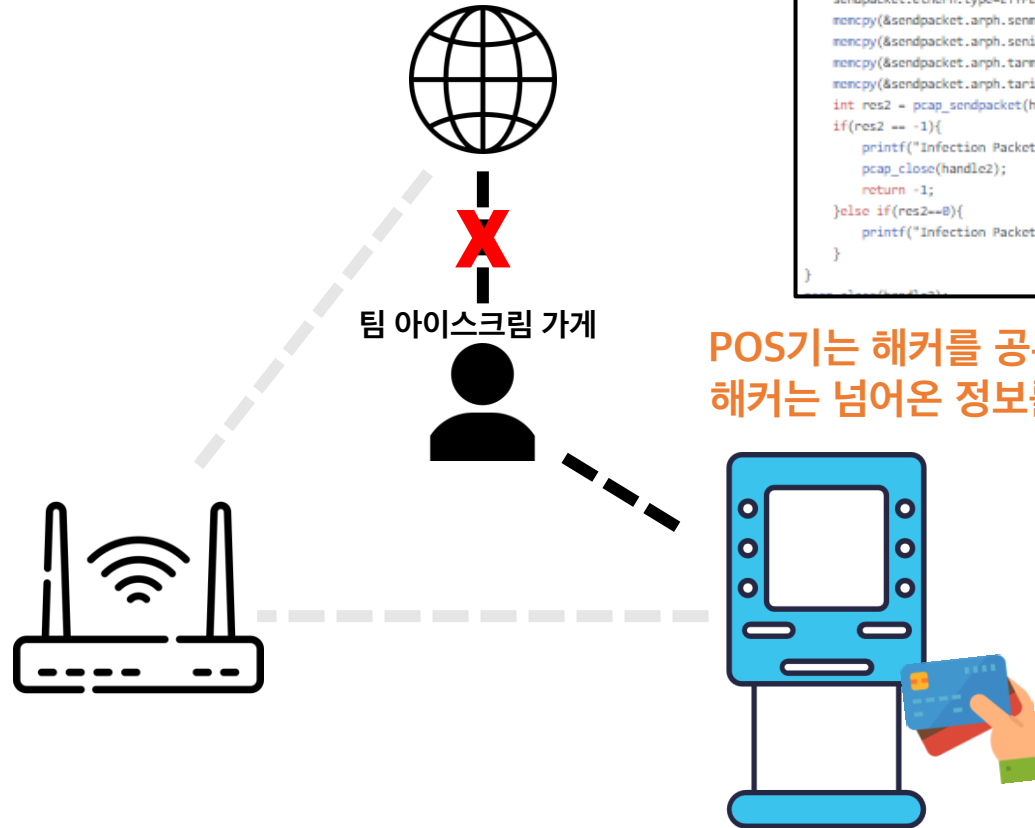 memcpy(&sendpacket.arph.senm
memcpy(&sendpacket.arph.seni
memcpy(&sendpacket.arph.tarm
memcpy(&sendpacket.arph.tari
int res2 = pcap_sendpacket(h
if(res2 == -1){
printf("Infection Packet
pcap_close(handle2);
return -1;
}else if(res2==0){
printf("Infection Packet
}
}
X
팀 아이스크림 가게
POS기는 해커를 공
해커는 넘어온 정보를